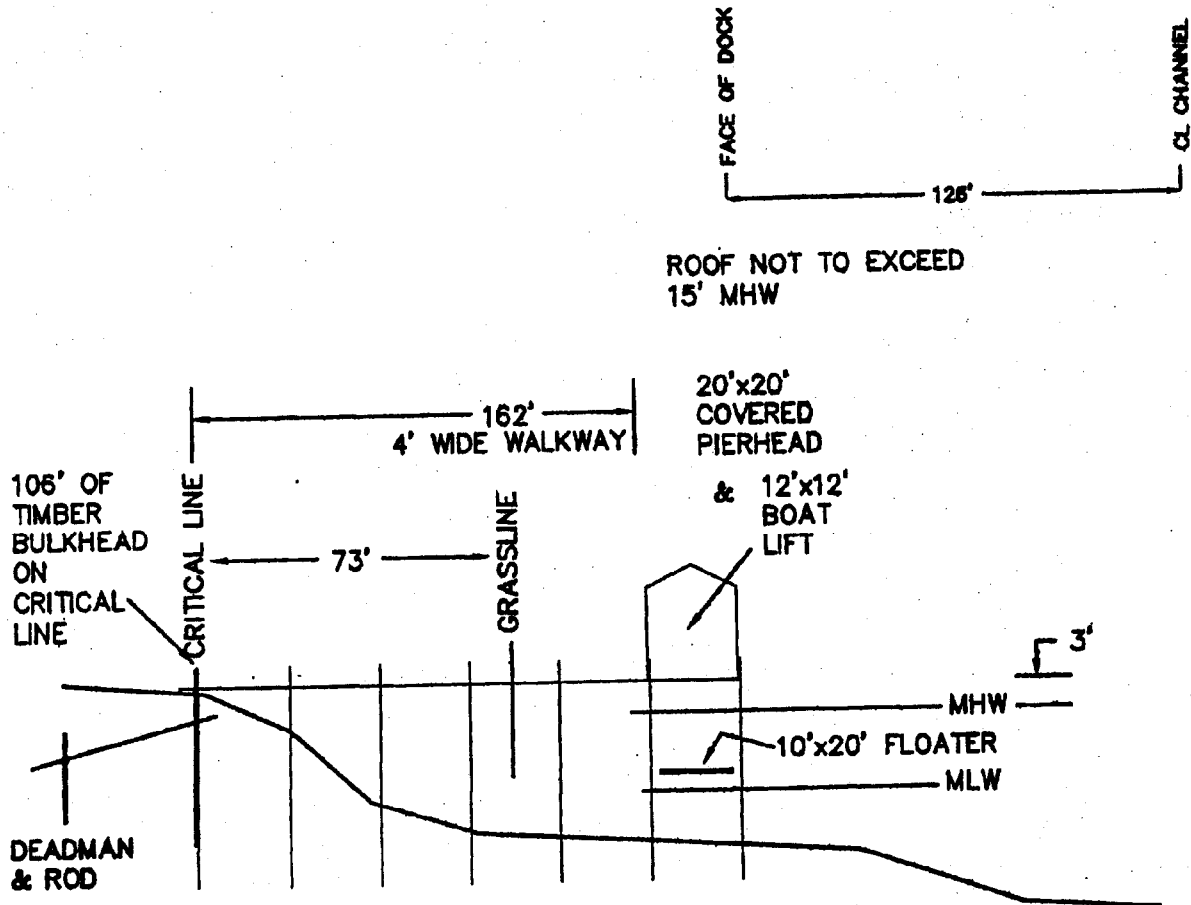 FACE OF DOCK
CL CHANNEL
126'
ROOF NOT TO EXCEED
15' MHW
162'
4' WIDE WALKWAY
20'x20'
COVERED
PIERHEAD
& 12'x12'
BOAT
LIFT
106' OF
TIMBER
BULKHEAD
ON
CRITICAL
LINE
CRITICAL LINE
73'
GRASSLINE
3'
MHW
10'x20' FLOATER
MLW
DEADMAN
& ROD